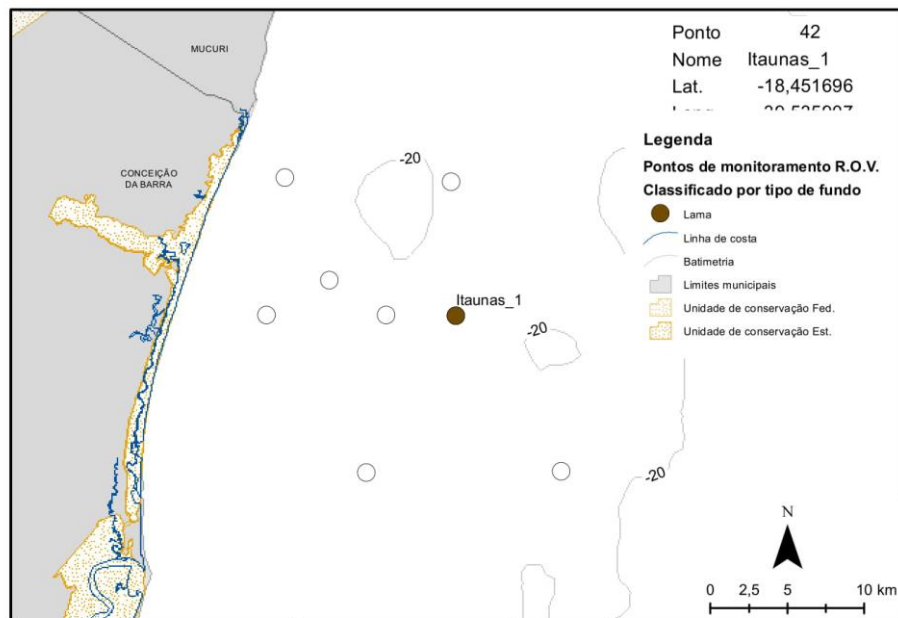 MUCURI
CONCEIÇÃO
DA BARRA
-20
Itaunas_1
-20
-20
Ponto 42
Nome Itaunas_1
Lat. -18,451696
Legenda
Pontos de monitoramento R.O.V.
Classificado por tipo de fundo
Lama
Linha de costa
Batimetria
Limites municipais
Unidade de conservação Fed.
Unidade de conservação Est.
N
0 2,5 5 10 km